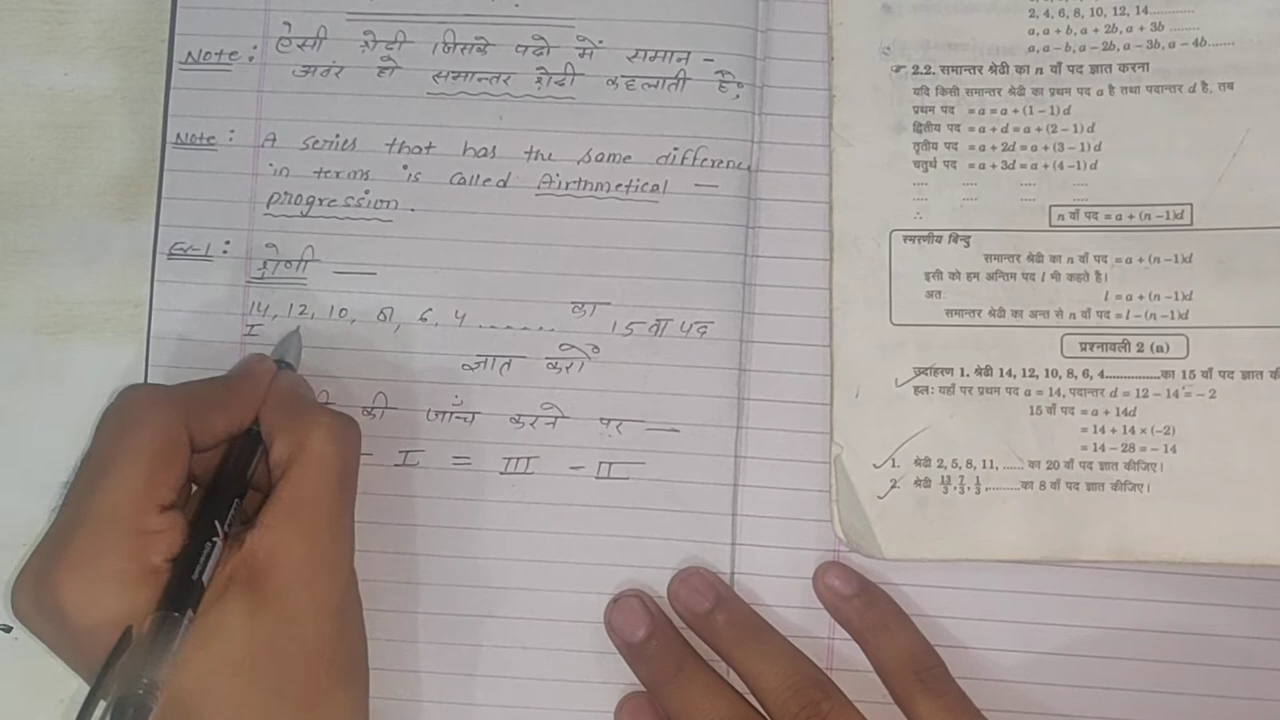 Note: ऐसी श्रेढी जिसके पदो में समान -
अतंर हो समान्तर श्रेढी कहलाती है;
Note: A series that has the same difference
in terms is called Airthmetical -
progression.
Ex-1: श्रेणी —
14, 12, 10, 8, 6, 4 ....... का 15 वा पद
I
ज्ञात करों
की जाँच करने पर —
- I = III - II
2, 4, 6, 8, 10, 12, 14............
a, a + b, a + 2b, a + 3b ........
a, a – b, a – 2b, a – 3b, a – 4b.......
☞ 2.2. समान्तर श्रेढी का n वाँ पद ज्ञात करना
यदि किसी समान्तर श्रेढी का प्रथम पद a है तथा पदान्तर d है, तब
प्रथम पद = a = a + (1 – 1) d
द्वितीय पद = a + d = a + (2 – 1) d
तृतीय पद = a + 2d = a + (3 – 1) d
चतुर्थ पद = a + 3d = a + (4 –1) d
.... .... .... ....
.... .... .... ....
∴ n वाँ पद = a + (n –1)d
स्मरणीय बिन्दु
समान्तर श्रेढी का n वाँ पद = a + (n –1)d
इसी को हम अन्तिम पद l भी कहते है।
अत: l = a + (n –1)d
समान्तर श्रेढी का अन्त से n वाँ पद = l – (n –1)d
प्रश्नावली 2 (a)
उदाहरण 1. श्रेढी 14, 12, 10, 8, 6, 4...............का 15 वाँ पद ज्ञात
हल: यहाँ पर प्रथम पद a = 14, पदान्तर d = 12 – 14 = – 2
15 वाँ पद = a + 14d
= 14 + 14 × (–2)
= 14 – 28 = – 14
1. श्रेढी 2, 5, 8, 11, ...... का 20 वाँ पद ज्ञात कीजिए।
2. श्रेढी 13/3, 7/3, 1/3, .........का 8 वाँ पद ज्ञात कीजिए।